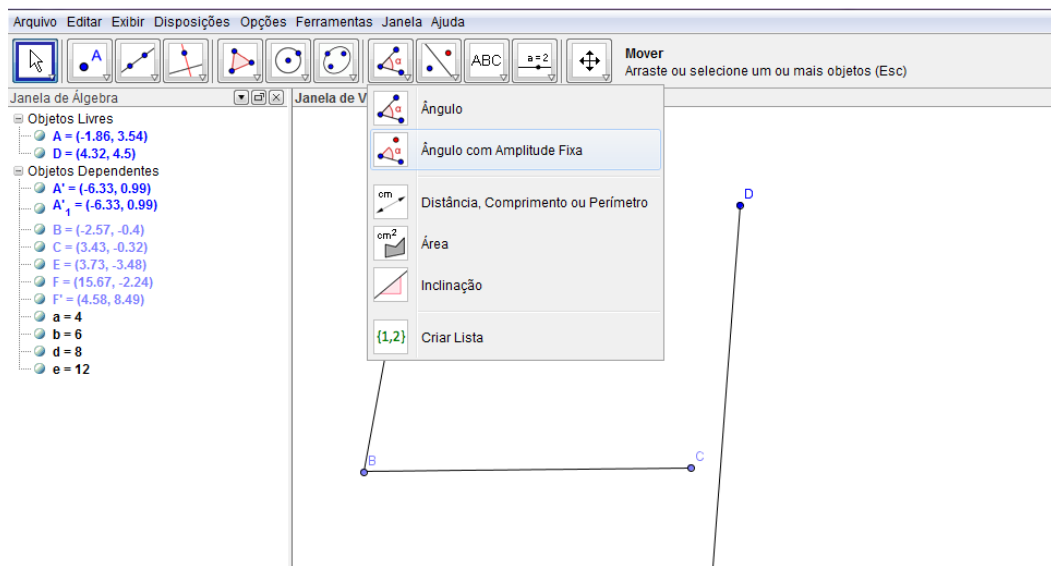 Arquivo Editar Exibir Disposições Opções Ferramentas Janela Ajuda
A
α
ABC
a=2
Mover
Arraste ou selecione um ou mais objetos (Esc)
Janela de Álgebra
Janela de V
Objetos Livres
A = (-1.86, 3.54)
D = (4.32, 4.5)
Objetos Dependentes
A' = (-6.33, 0.99)
A'1 = (-6.33, 0.99)
B = (-2.57, -0.4)
C = (3.43, -0.32)
E = (3.73, -3.48)
F = (15.67, -2.24)
F' = (4.58, 8.49)
a = 4
b = 6
d = 8
e = 12
α Ângulo
α Ângulo com Amplitude Fixa
cm Distância, Comprimento ou Perímetro
cm2 Área
Inclinação
{1,2} Criar Lista
D
B
C